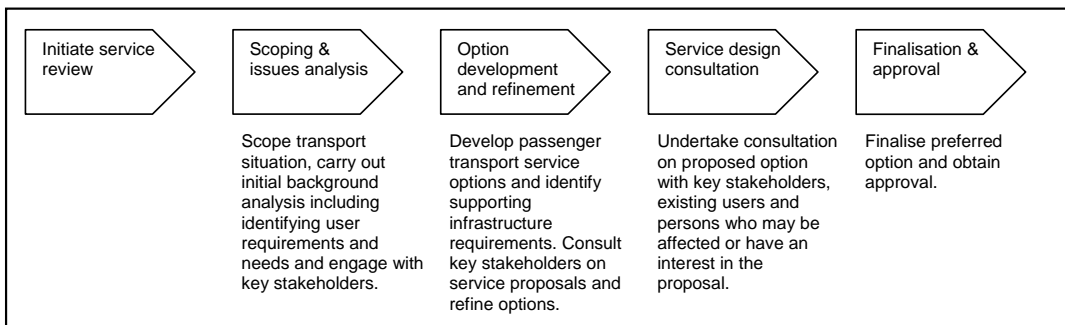 Initiate service
review
Scoping &
issues analysis
Option
development
and refinement
Service design
consultation
Finalisation &
approval
Scope transport
situation, carry out
initial background
analysis including
identifying user
requirements and
needs and engage with
key stakeholders.
Develop passenger
transport service
options and identify
supporting
infrastructure
requirements. Consult
key stakeholders on
service proposals and
refine options.
Undertake consultation
on proposed option
with key stakeholders,
existing users and
persons who may be
affected or have an
interest in the
proposal.
Finalise preferred
option and obtain
approval.